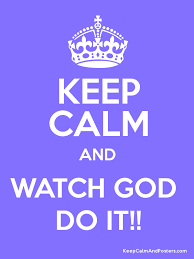 KEEP
CALM
AND
WATCH GOD
DO IT!!
KeepCalmAndPosters.com